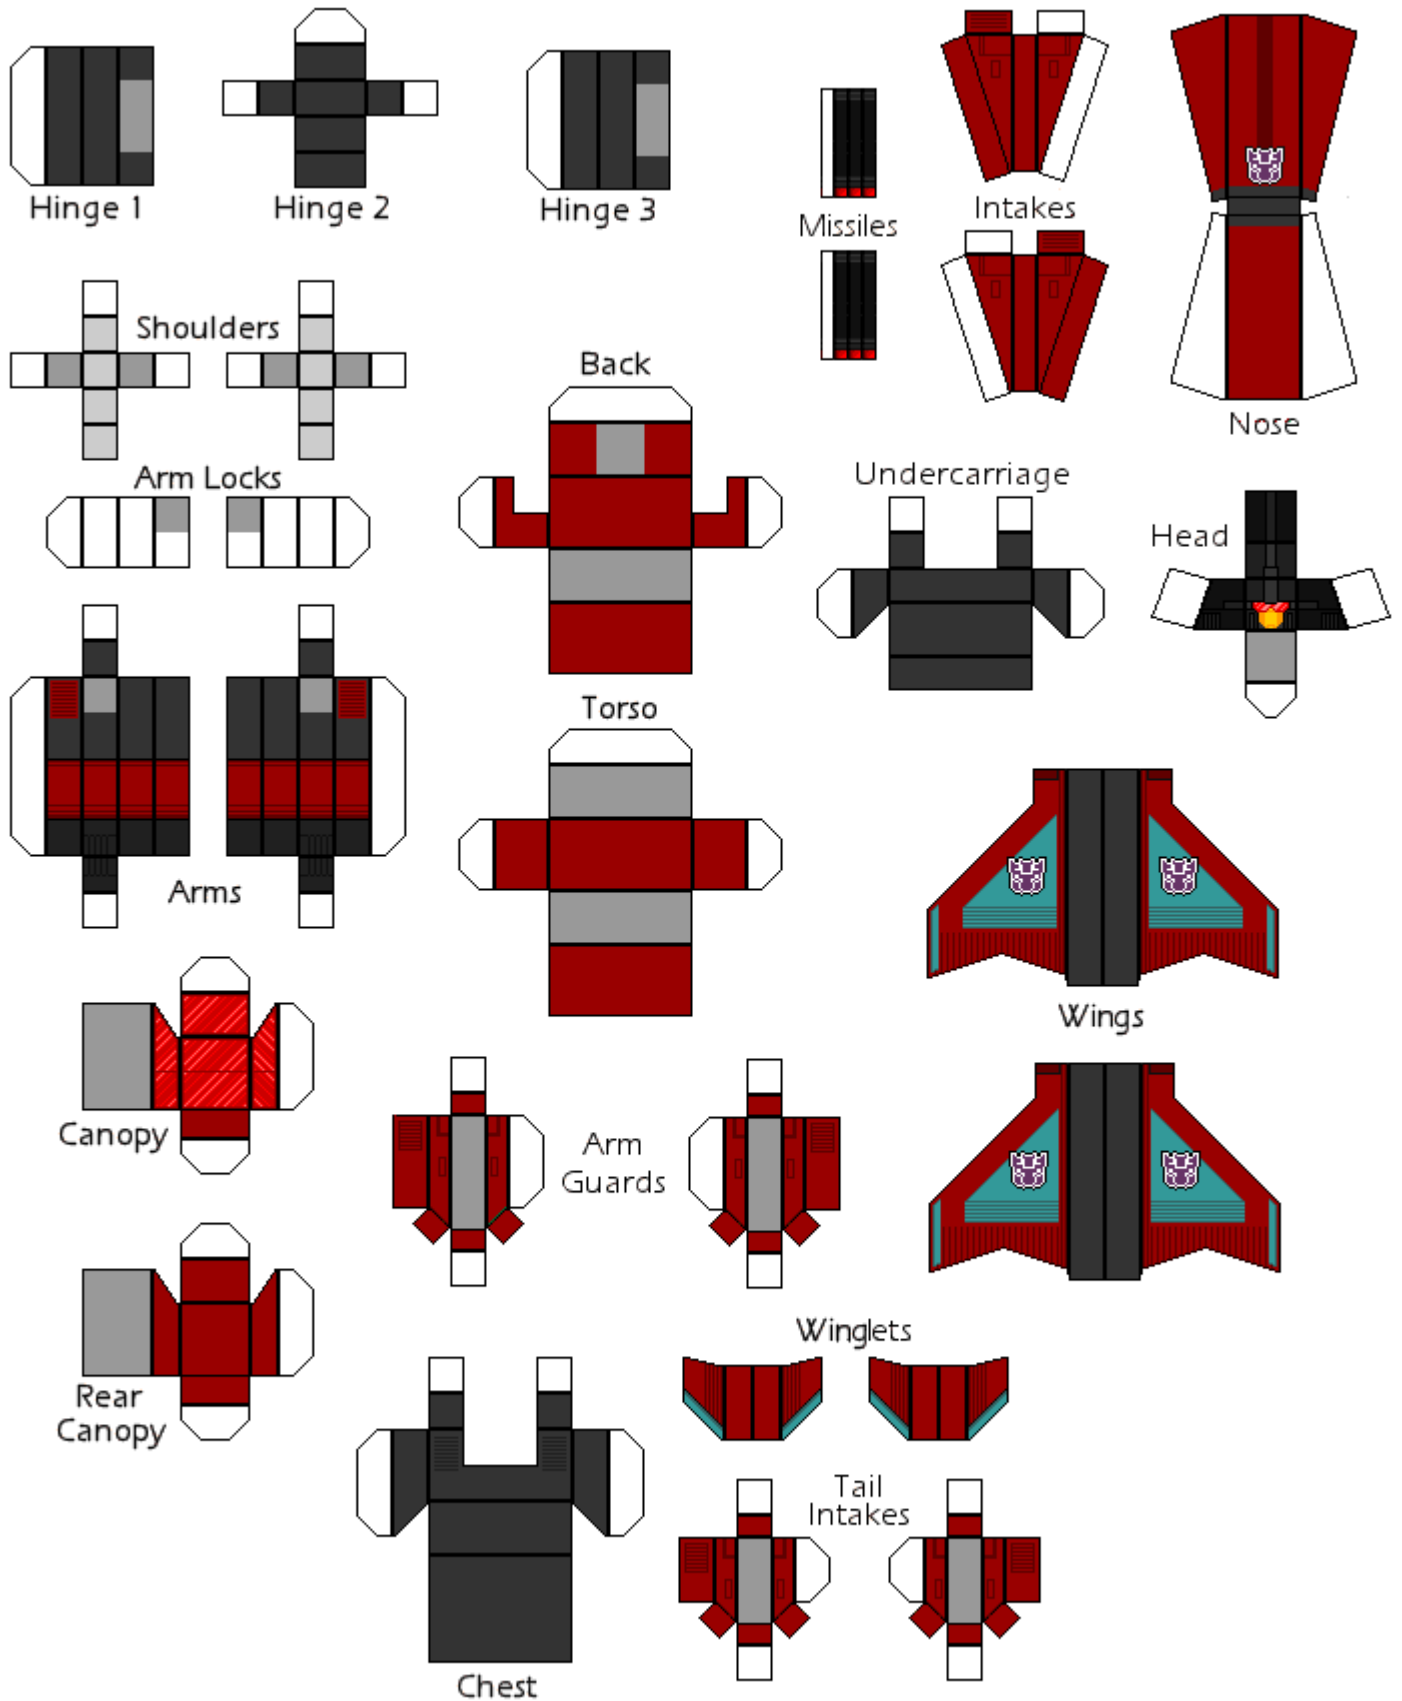 Hinge 1
Hinge 2
Hinge 3
Missiles
Intakes
Nose
Shoulders
Back
Arm Locks
Undercarriage
Head
Torso
Arms
Wings
Canopy
Arm
Guards
Rear
Canopy
Winglets
Tail
Intakes
Chest